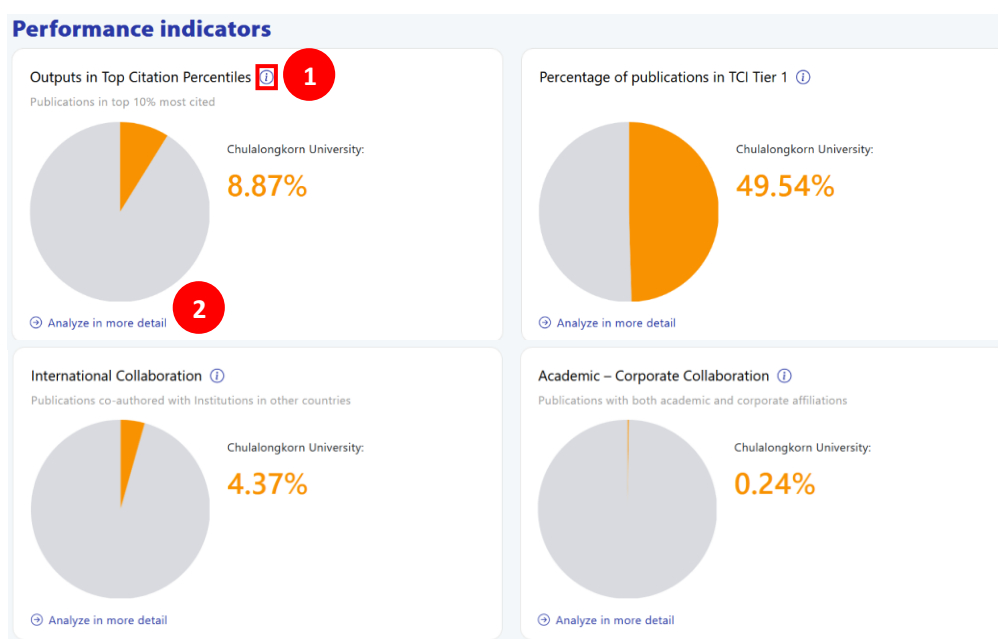 Performance indicators
Outputs in Top Citation Percentiles i 1
Publications in top 10% most cited
Chulalongkorn University:
8.87%
2
Analyze in more detail
Percentage of publications in TCI Tier 1 i
Chulalongkorn University:
49.54%
Analyze in more detail
International Collaboration i
Publications co-authored with Institutions in other countries
Chulalongkorn University:
4.37%
Analyze in more detail
Academic – Corporate Collaboration i
Publications with both academic and corporate affiliations
Chulalongkorn University:
0.24%
Analyze in more detail